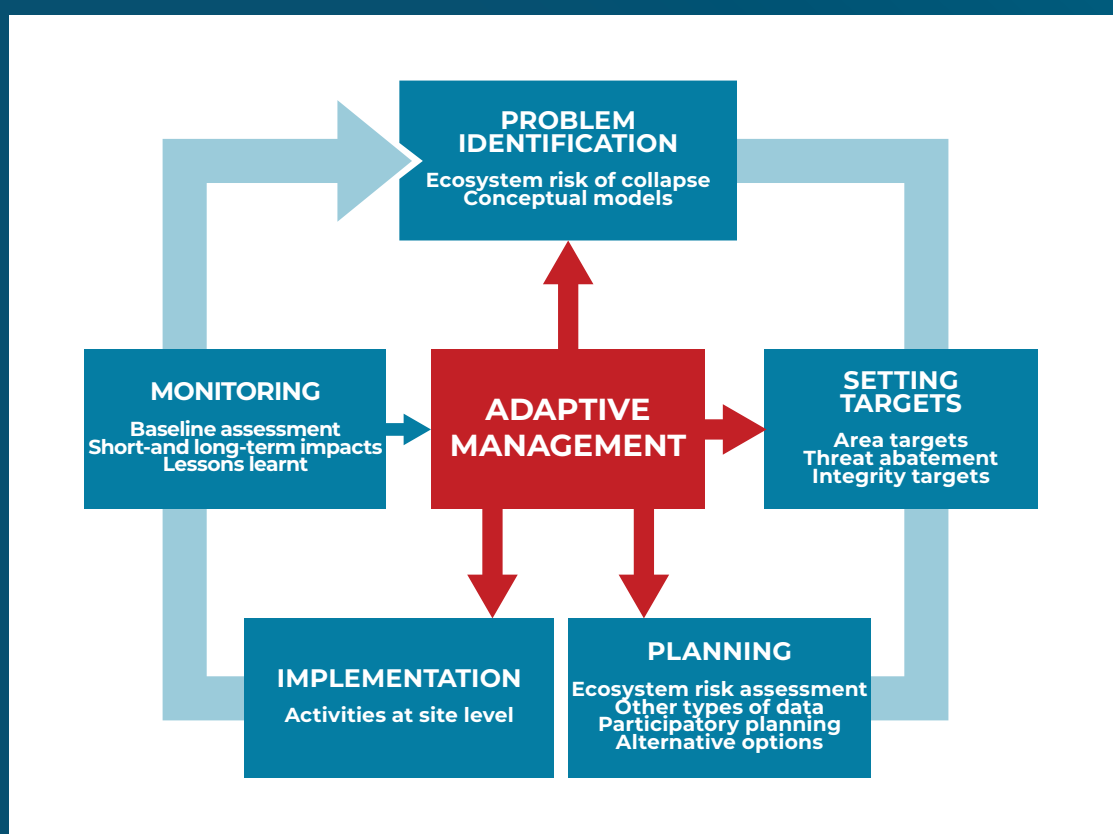 PROBLEM
IDENTIFICATION
Ecosystem risk of collapse
Conceptual models
MONITORING
Baseline assessment
Short-and long-term impacts
Lessons learnt
ADAPTIVE
MANAGEMENT
SETTING
TARGETS
Area targets
Threat abatement
Integrity targets
IMPLEMENTATION
Activities at site level
PLANNING
Ecosystem risk assessment
Other types of data
Participatory planning
Alternative options